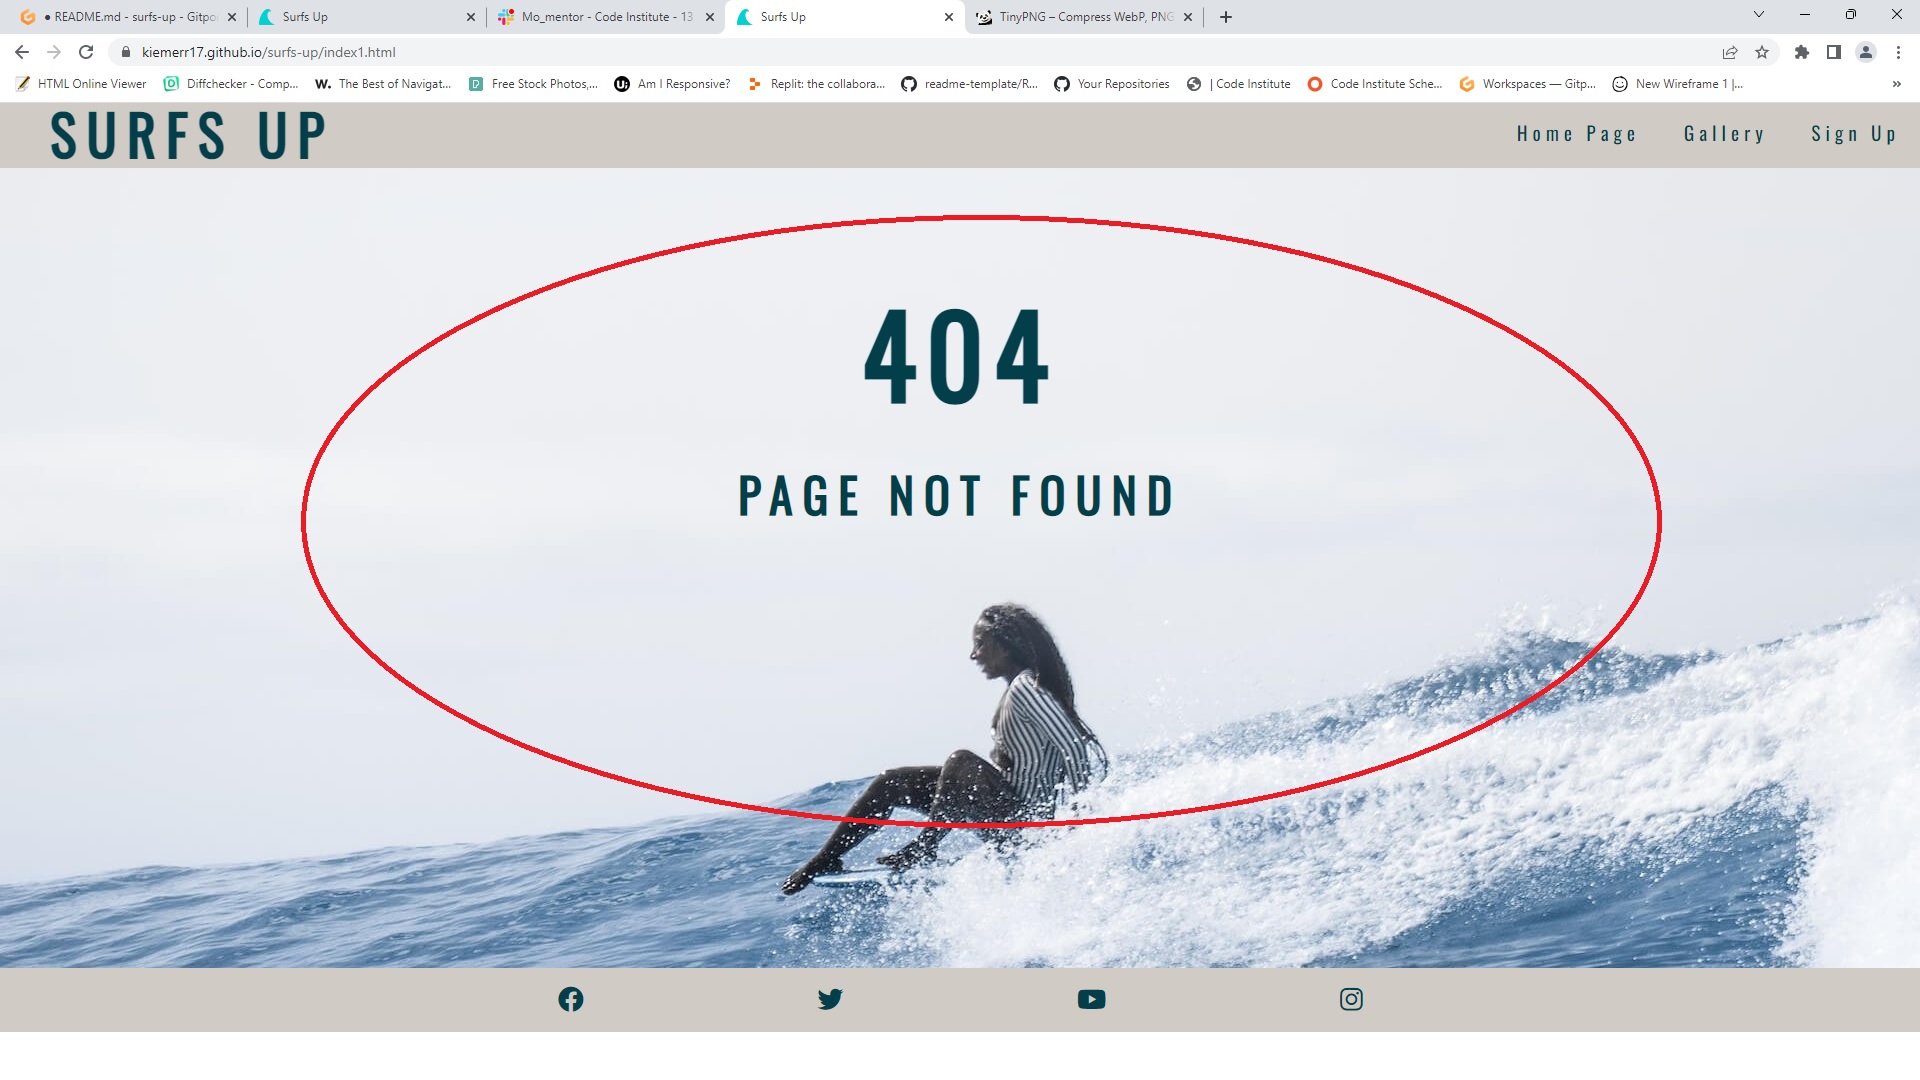 ● README.md - surfs-up - Gitpo
Surfs Up
Mo_mentor - Code Institute - 13
Surfs Up
TinyPNG – Compress WebP, PNG
kiemerr17.github.io/surfs-up/index1.html
HTML Online Viewer
Diffchecker - Comp...
W. The Best of Navigat...
Free Stock Photos,...
Am I Responsive?
Replit: the collabora...
readme-template/R...
Your Repositories
| Code Institute
Code Institute Sche...
Workspaces — Gitp...
New Wireframe 1 |...
»
SURFS UP
Home Page
Gallery
Sign Up
404
PAGE NOT FOUND